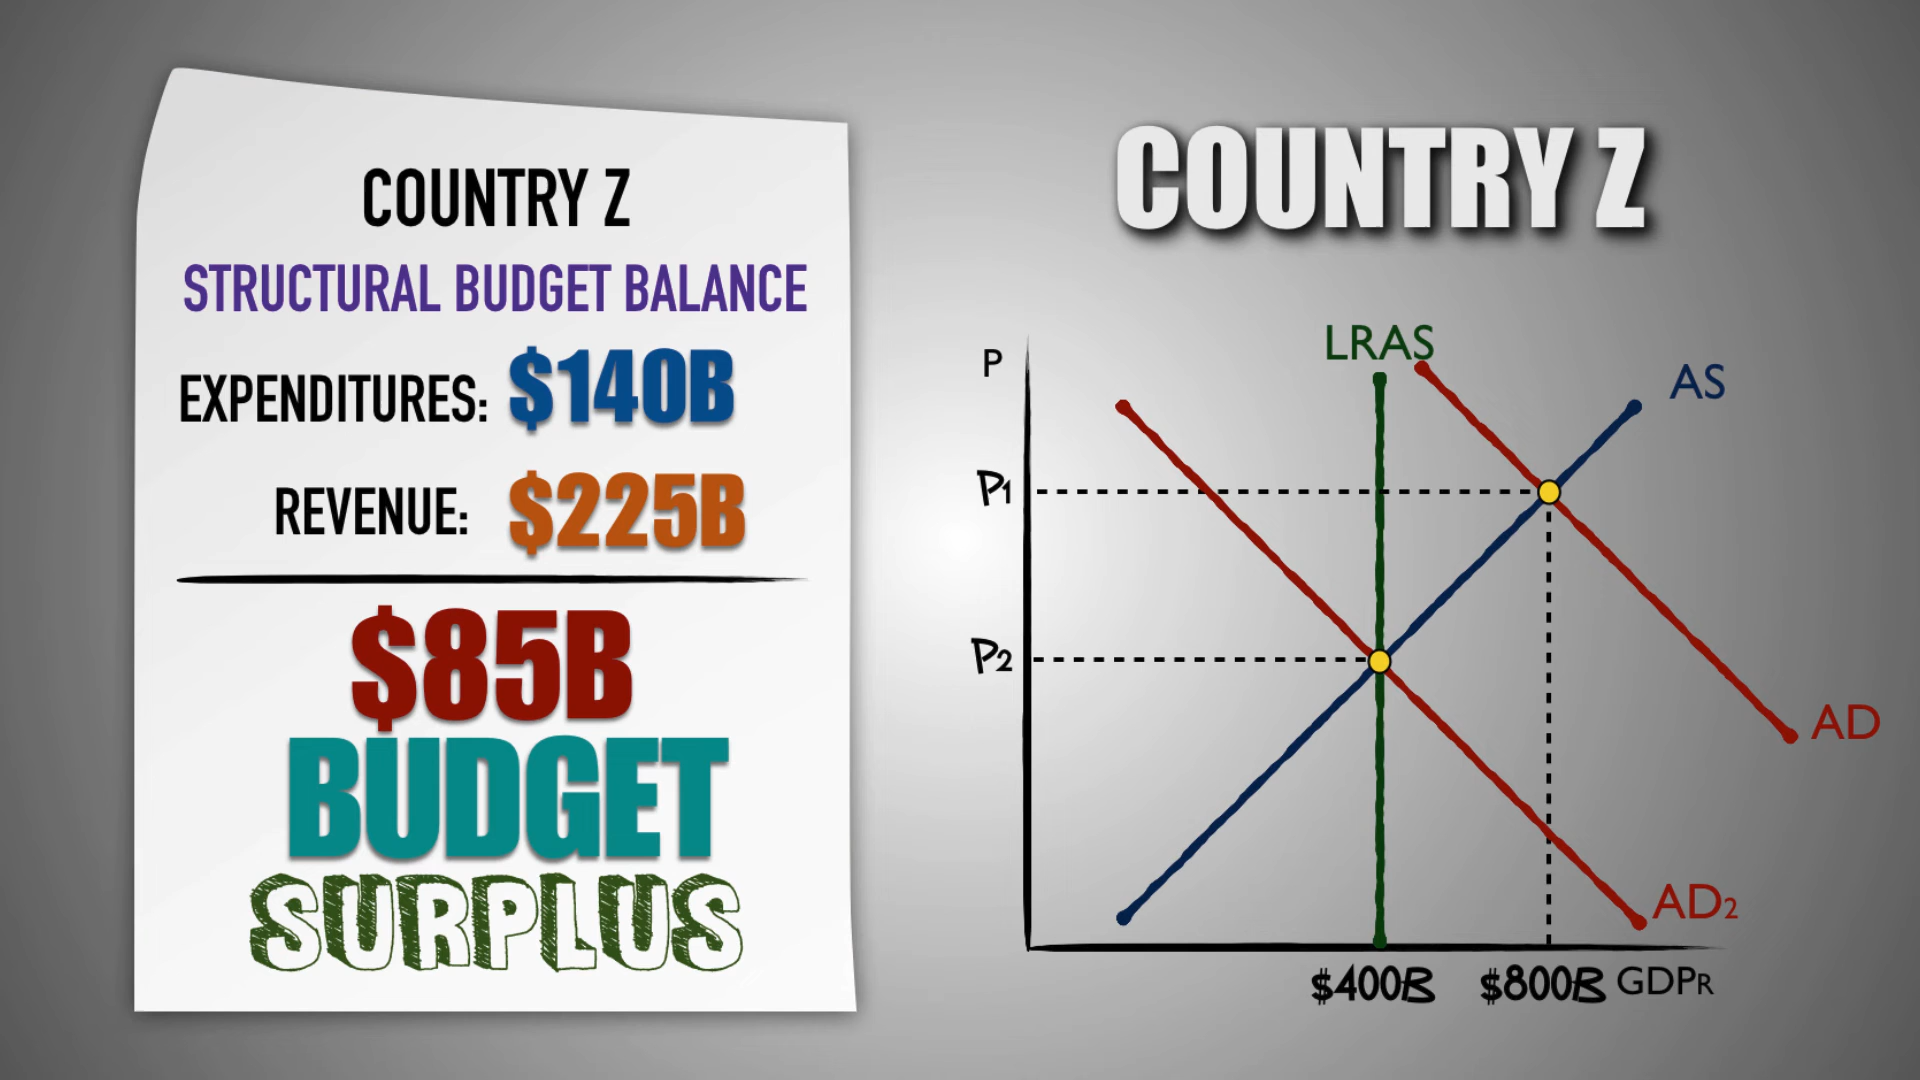 COUNTRY Z
STRUCTURAL BUDGET BALANCE
EXPENDITURES: $140B
REVENUE: $225B
$85B
BUDGET
SURPLUS
COUNTRY Z
LRAS
P
AS
P1
P2
AD
AD2
$400B $800B GDPR